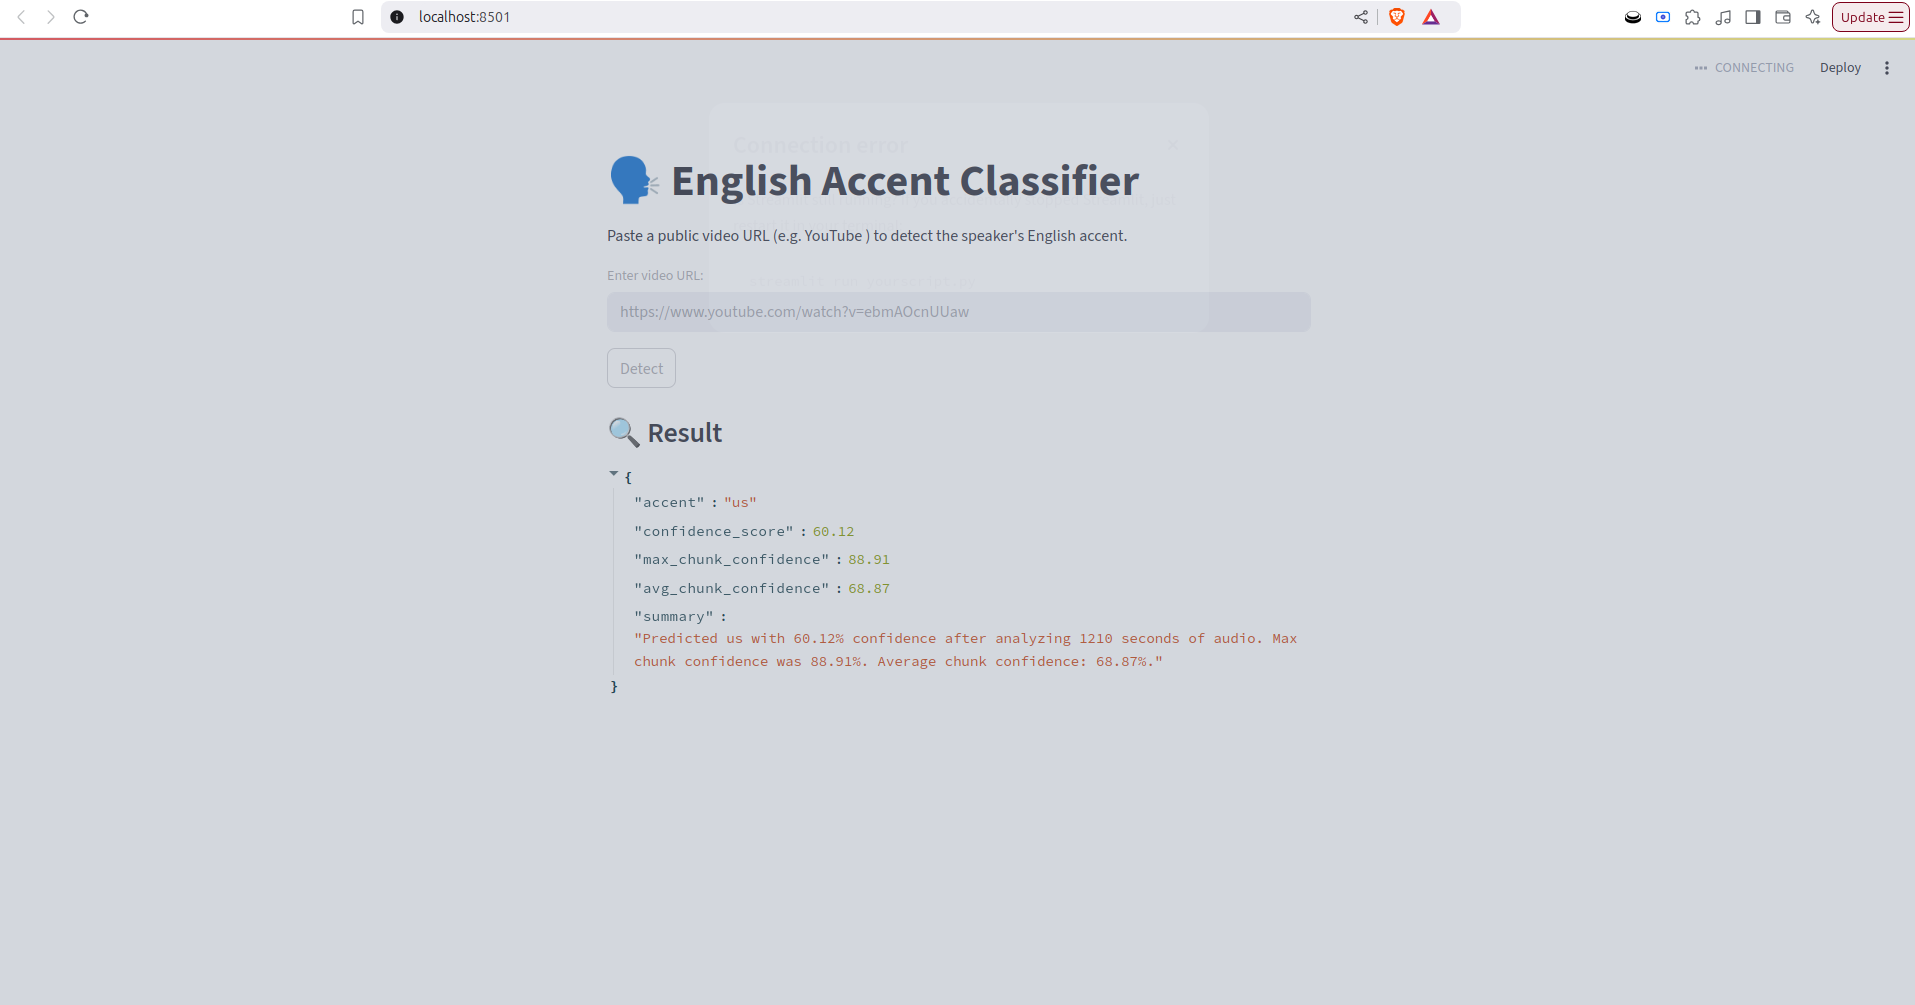 localhost:8501
Update
CONNECTING
Deploy
Connection error
English Accent Classifier
Paste a public video URL (e.g. YouTube ) to detect the speaker's English accent.
Enter video URL:
https://www.youtube.com/watch?v=ebmAOcnUUaw
Detect
Result
{
"accent" : "us"
"confidence_score" : 60.12
"max_chunk_confidence" : 88.91
"avg_chunk_confidence" : 68.87
"summary" :
"Predicted us with 60.12% confidence after analyzing 1210 seconds of audio. Max
chunk confidence was 88.91%. Average chunk confidence: 68.87%."
}